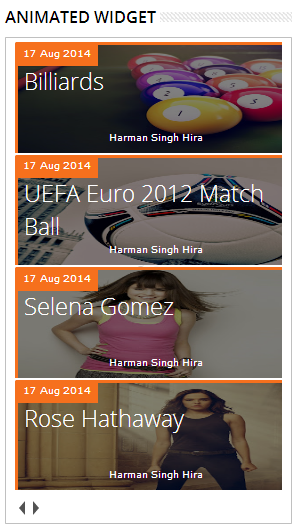 ANIMATED WIDGET
17 Aug 2014
Billiards
Harman Singh Hira
17 Aug 2014
UEFA Euro 2012 Match
Ball
Harman Singh Hira
17 Aug 2014
Selena Gomez
Harman Singh Hira
17 Aug 2014
Rose Hathaway
Harman Singh Hira